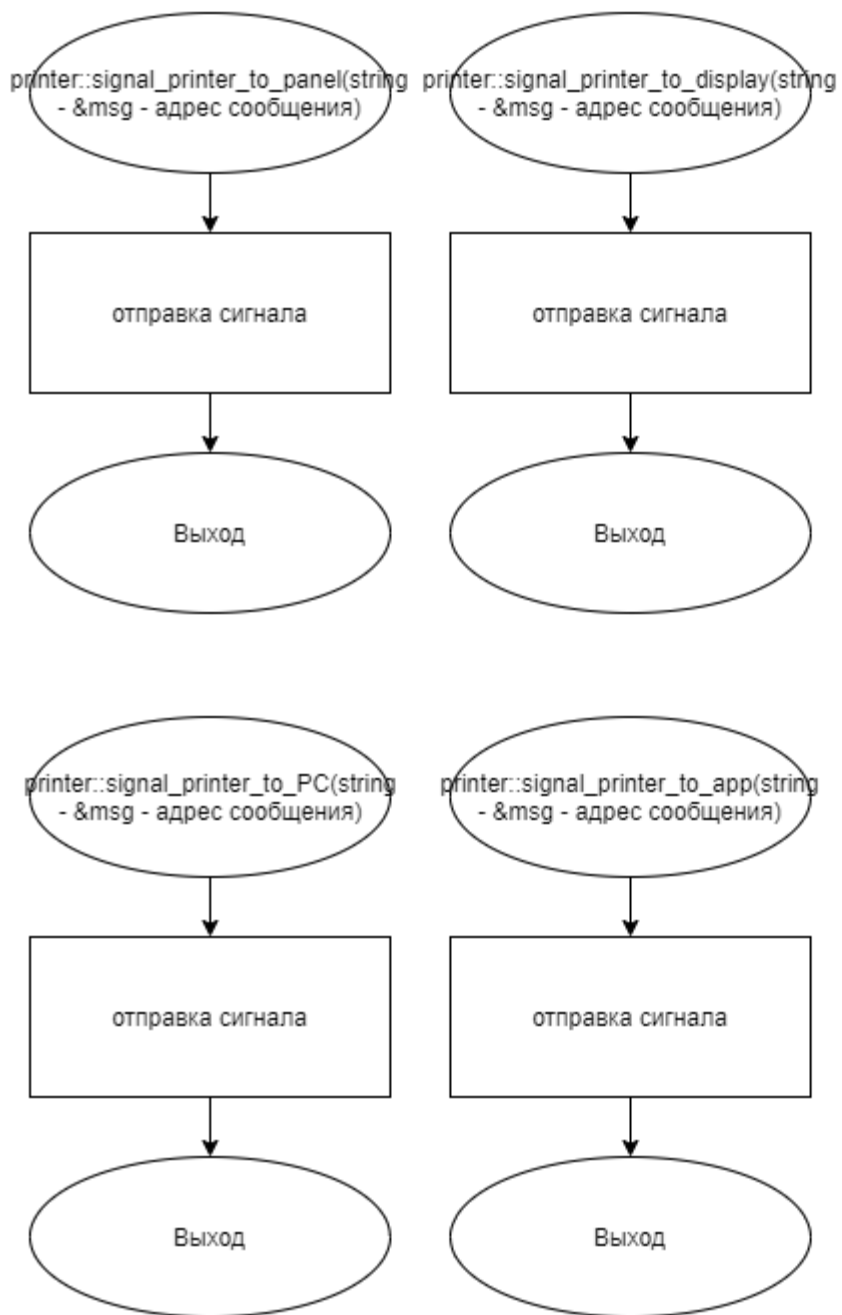 printer::signal_printer_to_panel(string
- &msg - адрес сообщения)
printer::signal_printer_to_display(string
- &msg - адрес сообщения)
отправка сигнала
отправка сигнала
Выход
Выход
printer::signal_printer_to_PC(string
- &msg - адрес сообщения)
printer::signal_printer_to_app(string
- &msg - адрес сообщения)
отправка сигнала
отправка сигнала
Выход
Выход